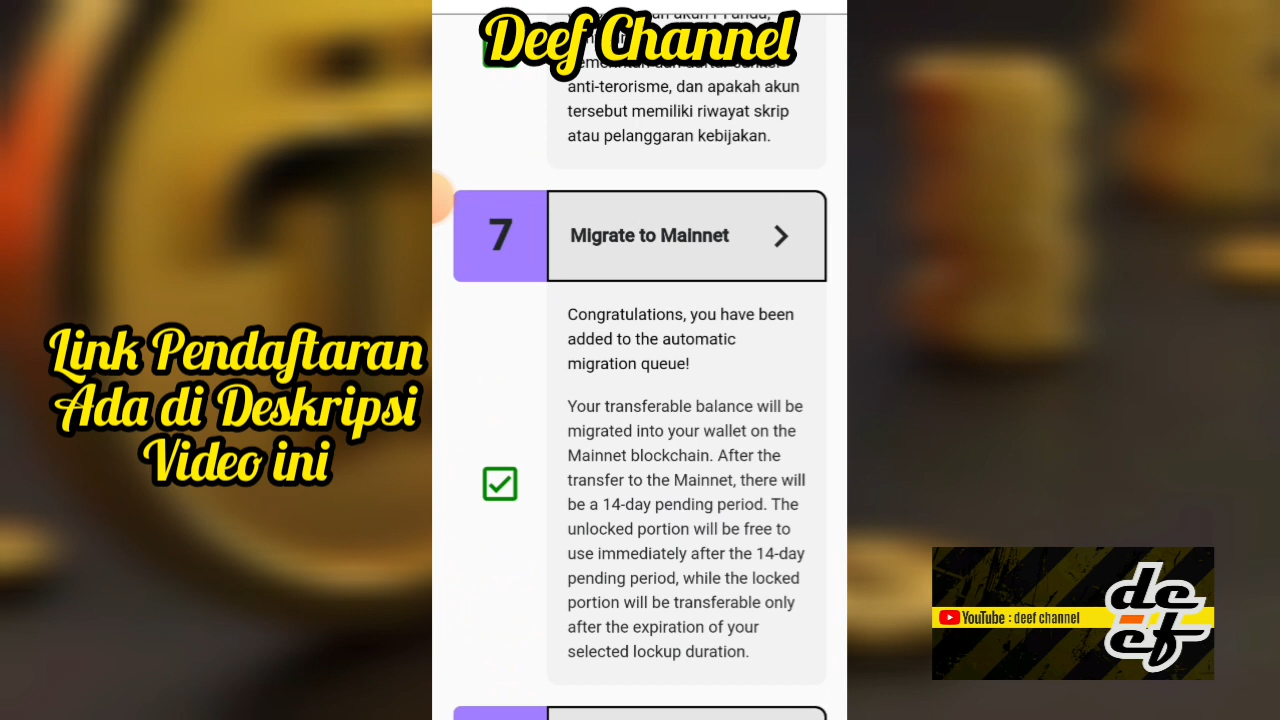 Deef Channel
anti-terorisme, dan apakah akun
tersebut memiliki riwayat skrip
atau pelanggaran kebijakan.
7
Migrate to Mainnet
Congratulations, you have been
added to the automatic
migration queue!
Your transferable balance will be
migrated into your wallet on the
Mainnet blockchain. After the
transfer to the Mainnet, there will
be a 14-day pending period. The
unlocked portion will be free to
use immediately after the 14-day
pending period, while the locked
portion will be transferable only
after the expiration of your
selected lockup duration.
Link Pendaftaran
Ada di Deskripsi
Video ini
YouTube : deef channel
de
ef